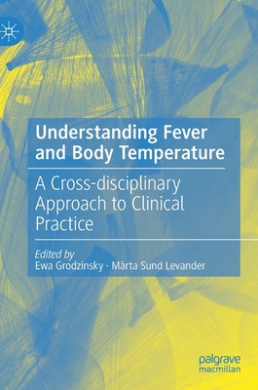 Understanding Fever
and Body Temperature
A Cross-disciplinary
Approach to Clinical
Practice
Edited by
Ewa Grodzinsky · Märta Sund Levander
palgrave
macmillan